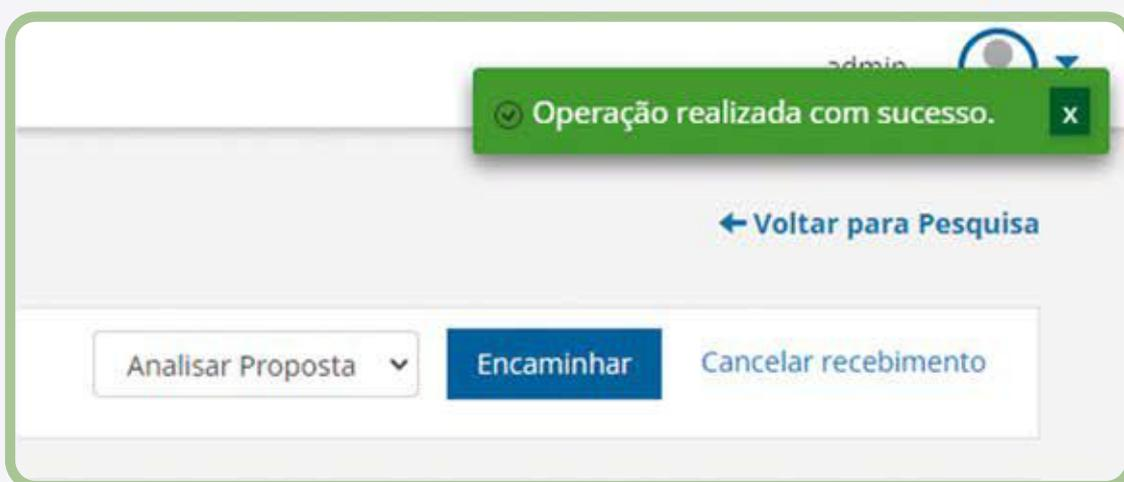 admin
Operação realizada com sucesso.
x
Voltar para Pesquisa
Analisar Proposta
Encaminhar
Cancelar recebimento